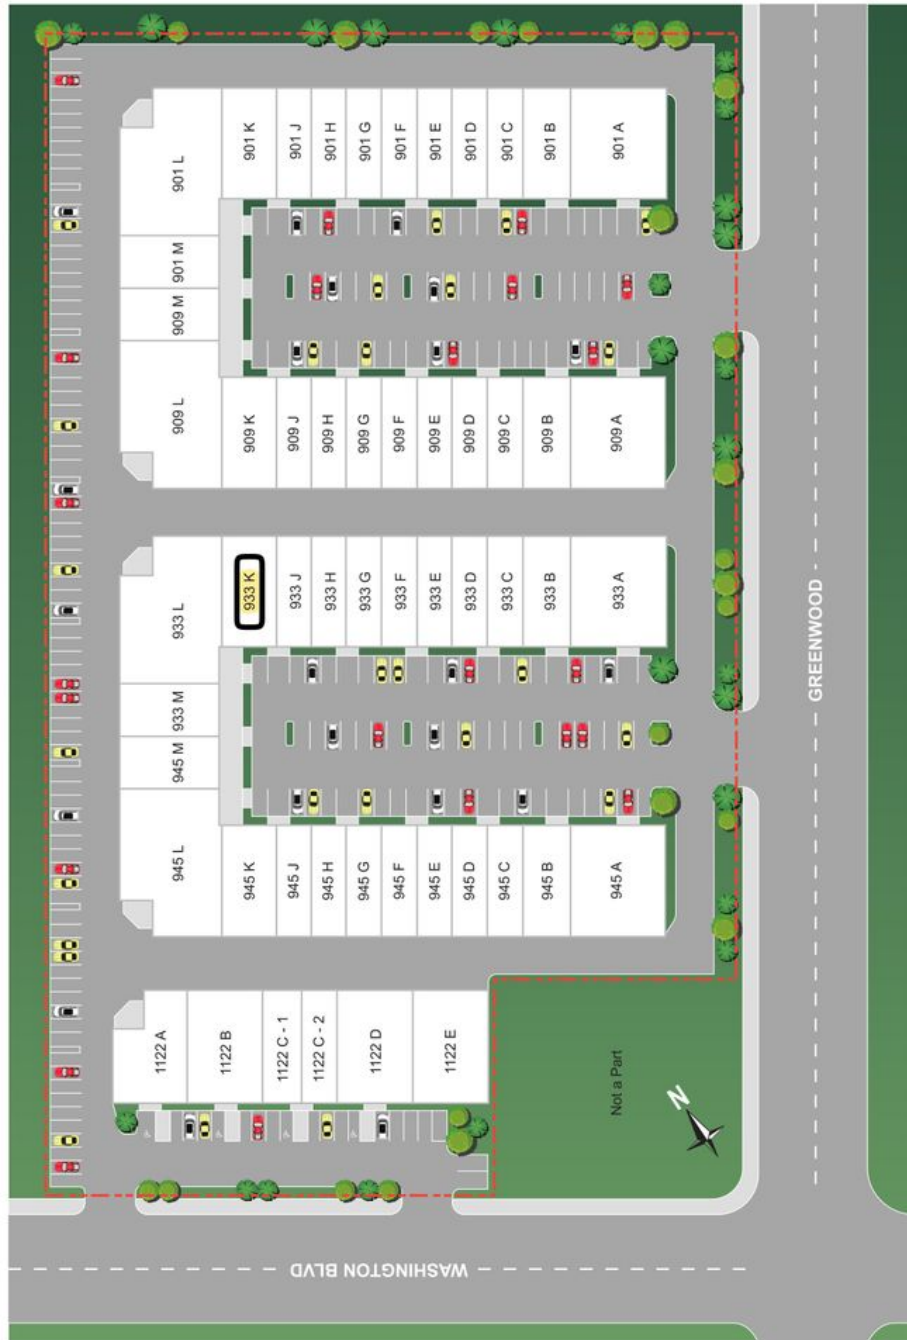 901 L
901 K
901 J
901 H
901 G
901 F
901 E
901 D
901 C
901 B
901 A
901 M
909 M
909 L
909 K
909 J
909 H
909 G
909 F
909 E
909 D
909 C
909 B
909 A
933 L
933 K
933 J
933 H
933 G
933 F
933 E
933 D
933 C
933 B
933 A
933 M
945 M
945 L
945 K
945 J
945 H
945 G
945 F
945 E
945 D
945 C
945 B
945 A
1122 A
1122 B
1122 C - 1
1122 C - 2
1122 D
1122 E
Not a Part
N
GREENWOOD
WASHINGTON BLVD